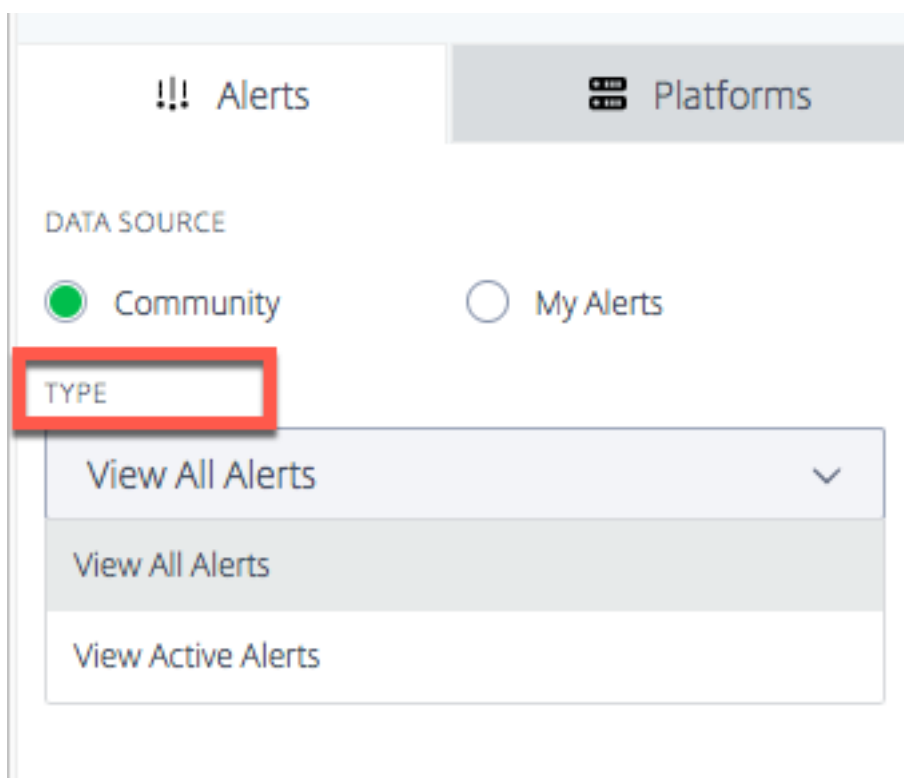 Alerts
Platforms
DATA SOURCE
Community
My Alerts
TYPE
View All Alerts
View All Alerts
View Active Alerts